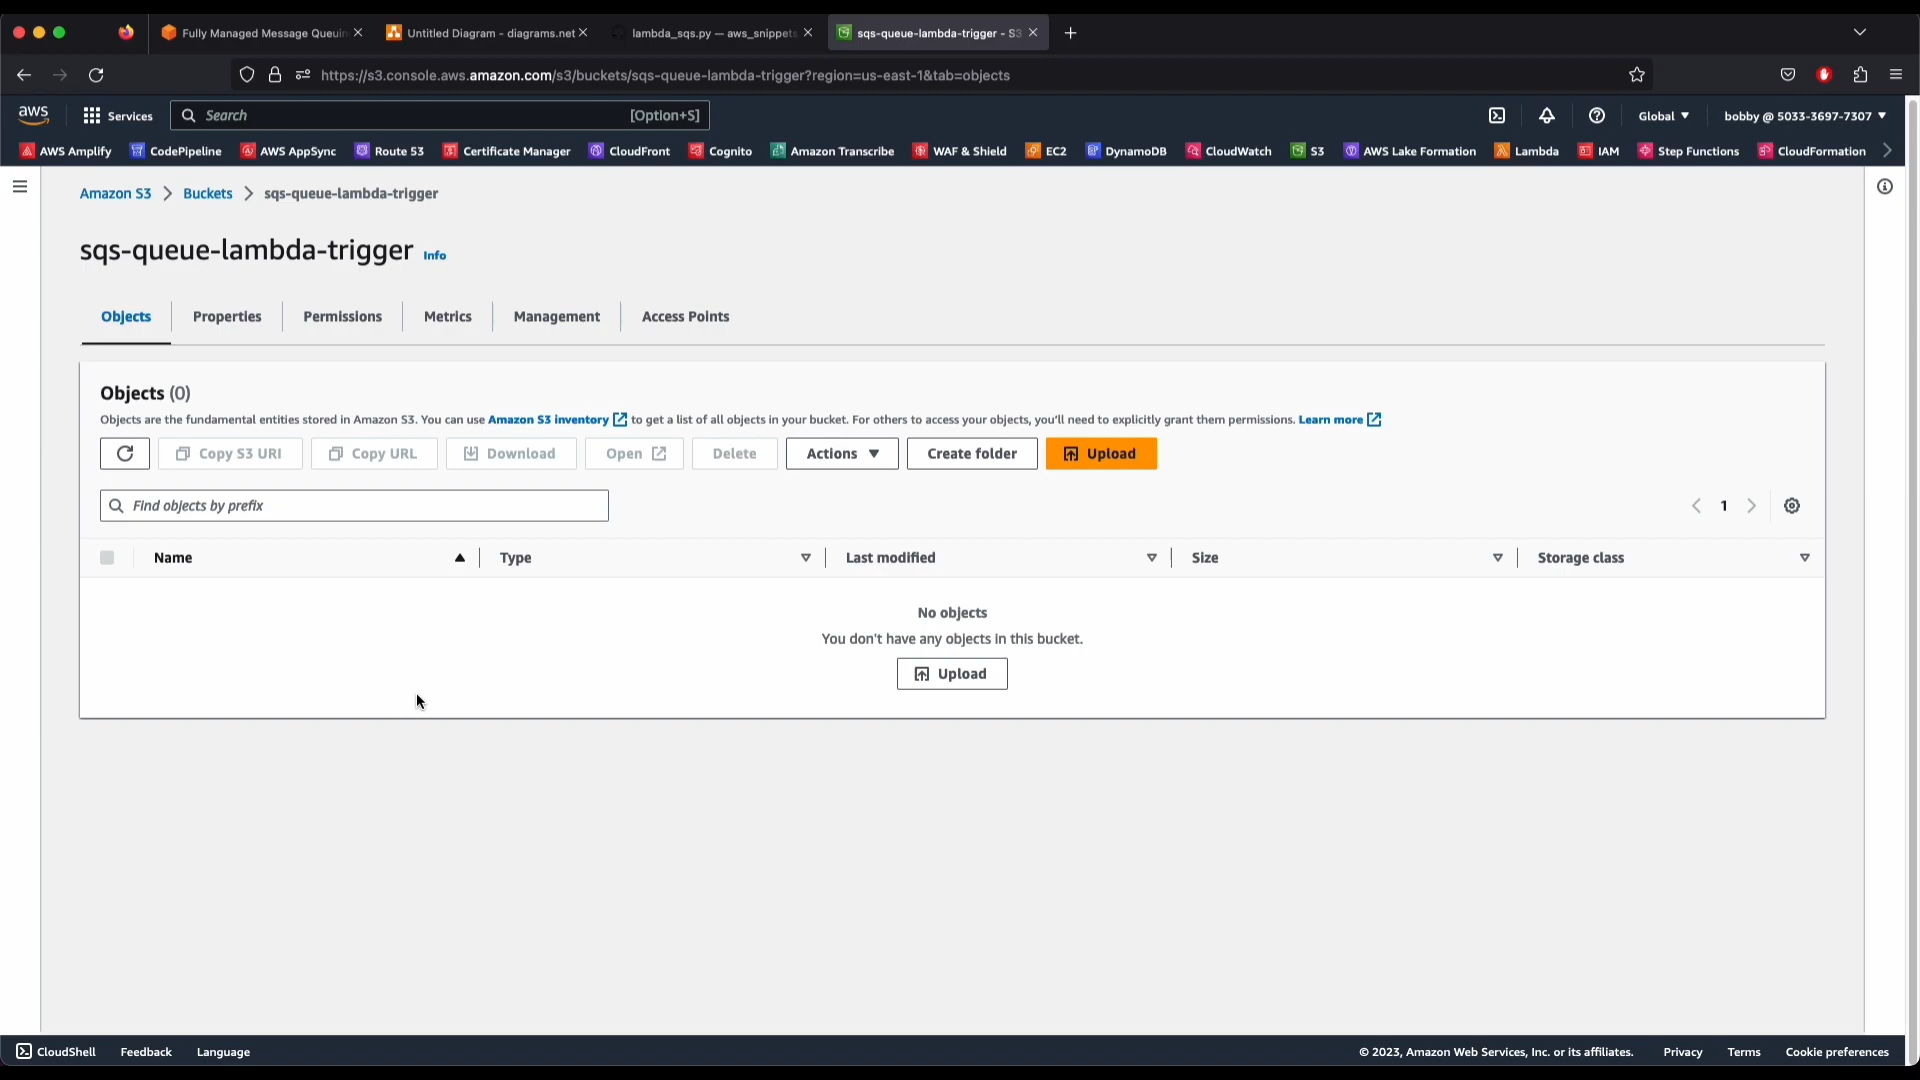 Fully Managed Message Queuin
Untitled Diagram - diagrams.net
lambda_sqs.py — aws_snippets
sqs-queue-lambda-trigger - S3
https://s3.console.aws.amazon.com/s3/buckets/sqs-queue-lambda-trigger?region=us-east-1&tab=objects
aws Services Search [Option+S] Global bobby @ 5033-3697-7307
AWS Amplify CodePipeline AWS AppSync Route 53 Certificate Manager CloudFront Cognito Amazon Transcribe WAF & Shield EC2 DynamoDB CloudWatch S3 AWS Lake Formation Lambda IAM Step Functions CloudFormation
Amazon S3 > Buckets > sqs-queue-lambda-trigger
sqs-queue-lambda-trigger Info
Objects Properties Permissions Metrics Management Access Points
Objects (0)
Objects are the fundamental entities stored in Amazon S3. You can use Amazon S3 inventory to get a list of all objects in your bucket. For others to access your objects, you'll need to explicitly grant them permissions. Learn more
Copy S3 URI Copy URL Download Open Delete Actions Create folder Upload
Find objects by prefix 1
Name Type Last modified Size Storage class
No objects
You don't have any objects in this bucket.
Upload
CloudShell Feedback Language © 2023, Amazon Web Services, Inc. or its affiliates. Privacy Terms Cookie preferences